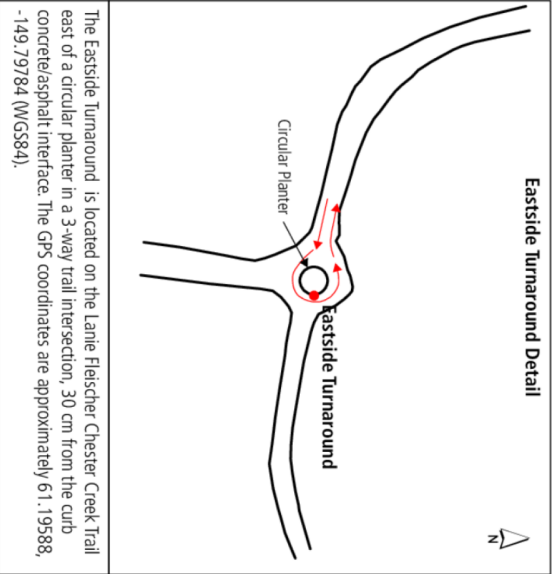 Eastside Turnaround Detail
N
Circular Planter
Eastside Turnaround
The Eastside Turnaround is located on the Lanie Fleischer Chester Creek Trail
east of a circular planter in a 3-way trail intersection, 30 cm from the curb
concrete/asphalt interface. The GPS coordinates are approximately 61.19588,
-149.79784 (WGS84).